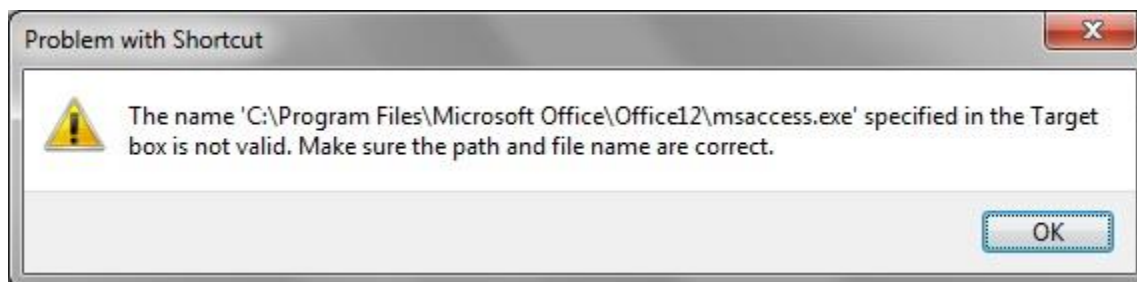 Problem with Shortcut
The name 'C:\Program Files\Microsoft Office\Office12\msaccess.exe' specified in the Target
box is not valid. Make sure the path and file name are correct.
OK